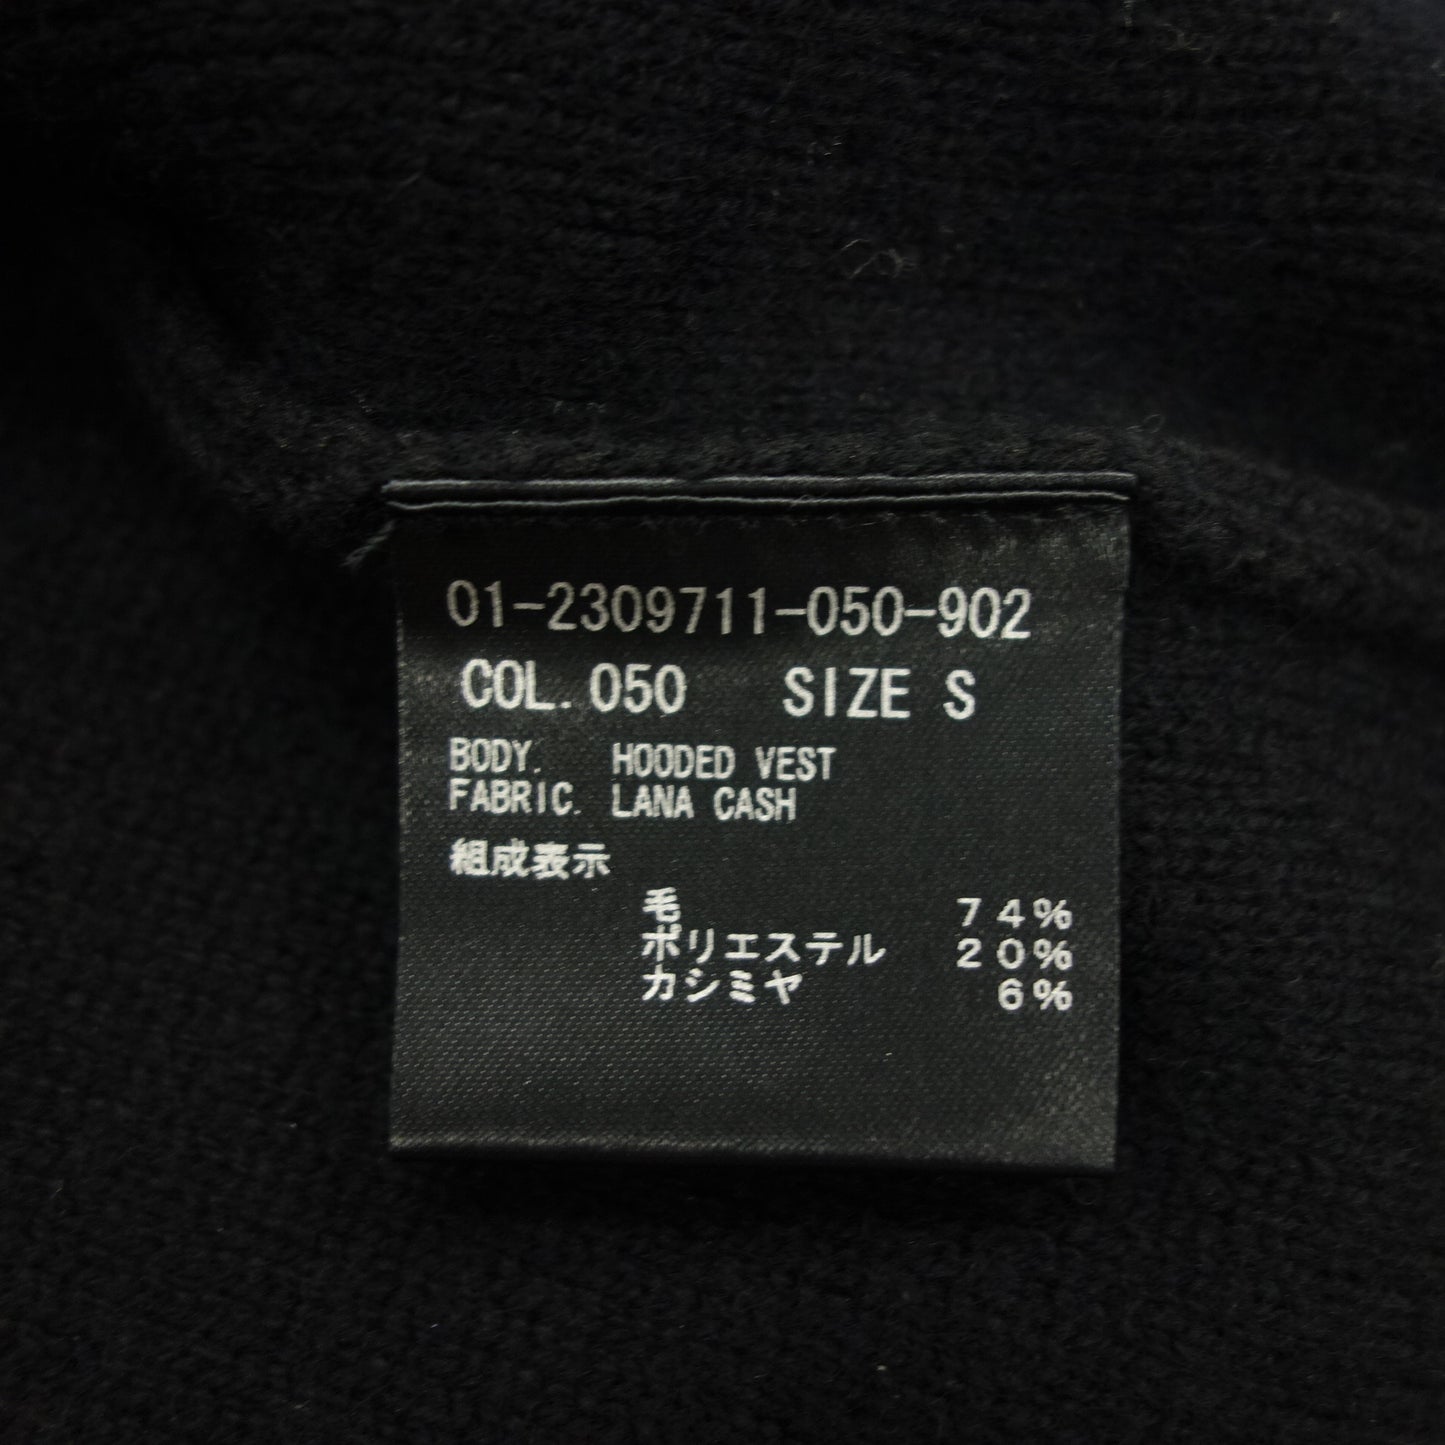 01-2309711-050-902
COL. 050 SIZE S
BODY. HOODED VEST
FABRIC. LANA CASH
組成表示
毛 74%
ポリエステル 20%
カシミヤ 6%